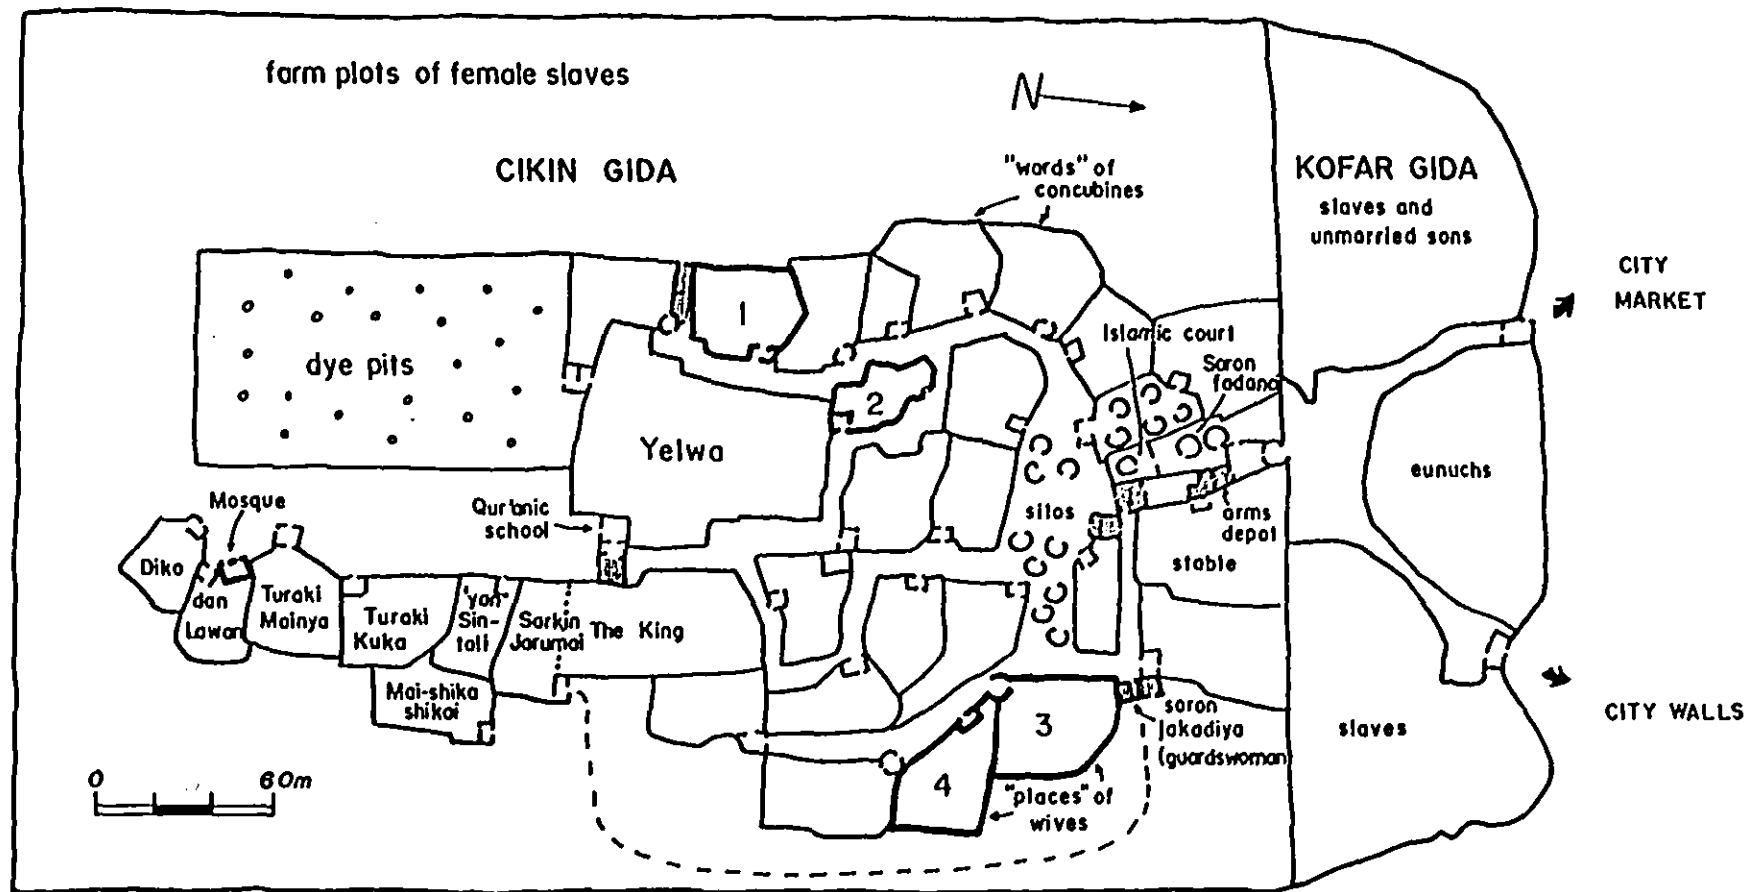 farm plots of female slaves
N
CIKIN GIDA
"words" of
concubines
KOFAR GIDA
slaves and
unmarried sons
CITY
MARKET
1
Islamic court
Soron
fadanci
dye pits
2
Yelwa
eunuchs
Mosque
Qur'anic
school
silos
arms
depot
Diko
stable
dan
Lawan
Turaki
Mainya
Turaki
Kuka
'yan
Sin-
tali
Sarkin
Jarumai
The King
Mai-shika
shikai
3
soron
jakadiya
(guardswoman)
slaves
CITY WALLS
0 60m
4
"places" of
wives